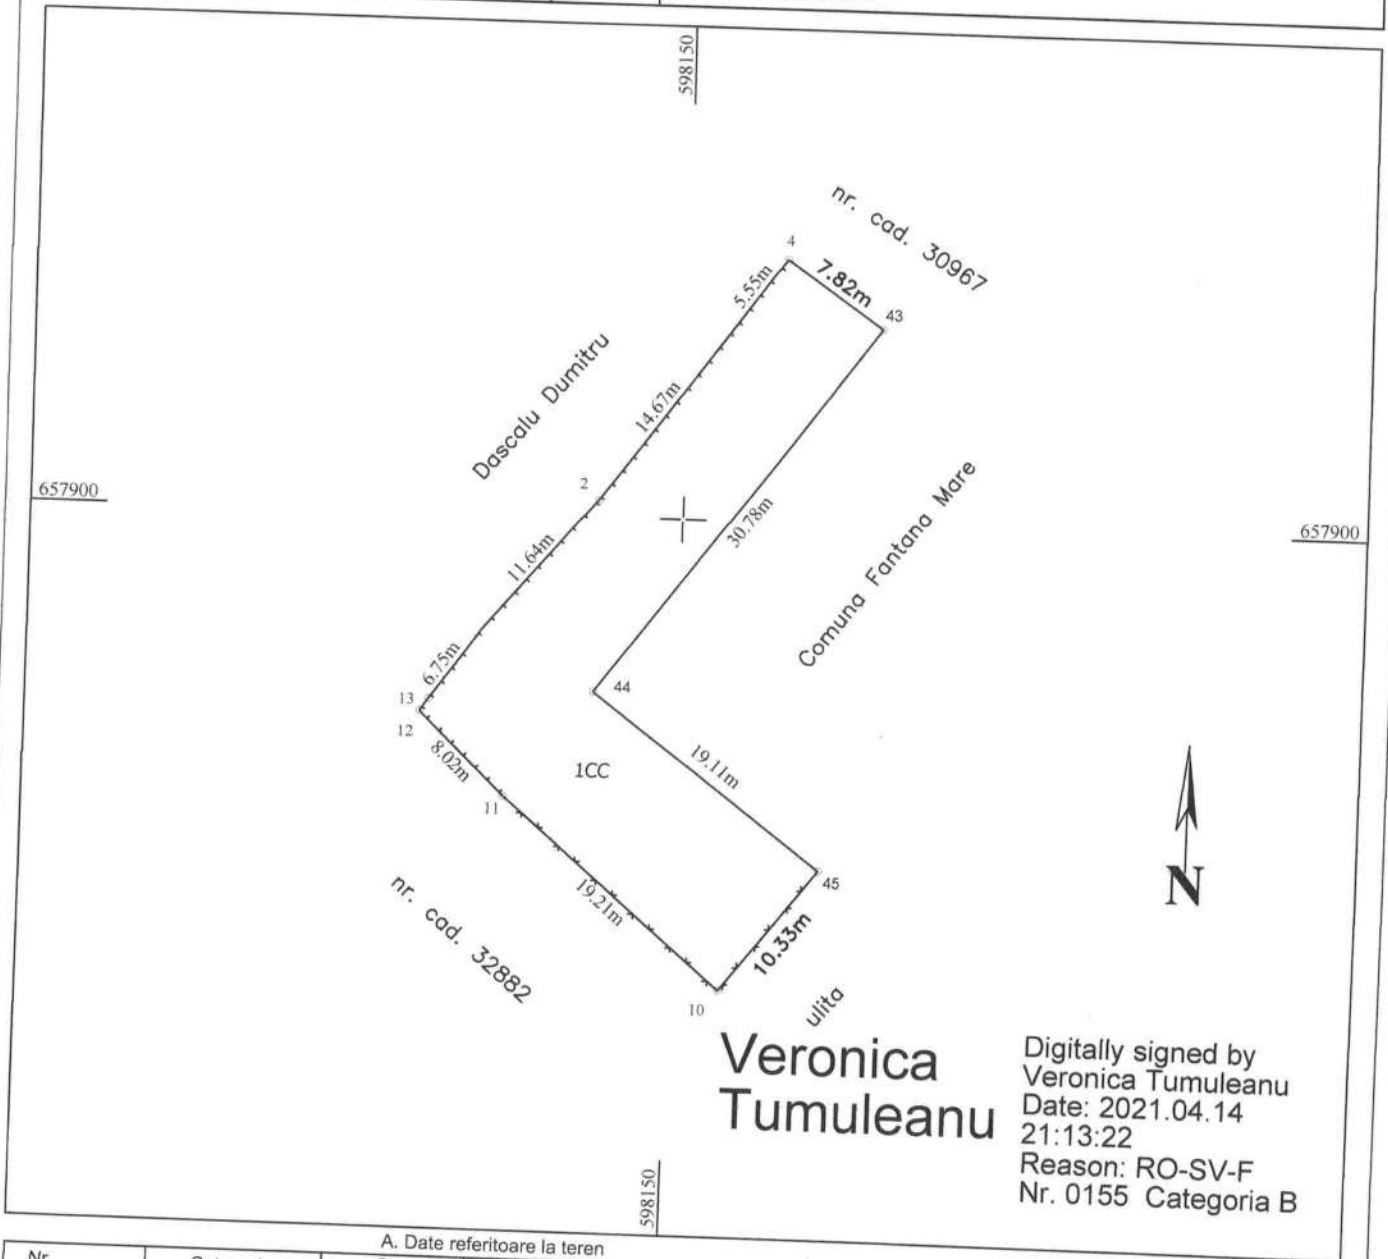 598150
nr. cad. 30967
4
7.82m
5.55m
43
Dascalu Dumitru
14.67m
2
657900
30.78m
Comuna Fantana Mare
657900
11.64m
6.75m
13
44
12
8.02m
1CC
19.11m
11
45
N
nr. cad. 32882
19.21m
10.33m
10
ulita
Veronica
Tumuleanu
Digitally signed by
Veronica Tumuleanu
Date: 2021.04.14
21:13:22
Reason: RO-SV-F
Nr. 0155 Categoria B
598150
A. Date referitoare la teren
Nr.